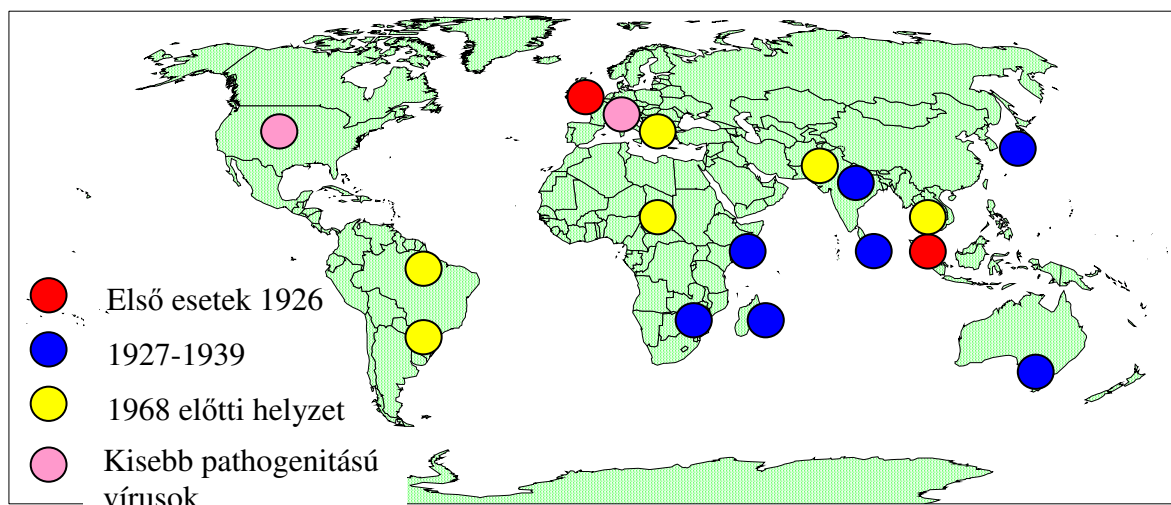 Első esetek 1926
1927-1939
1968 előtti helyzet
Kisebb pathogenitású
vírusok